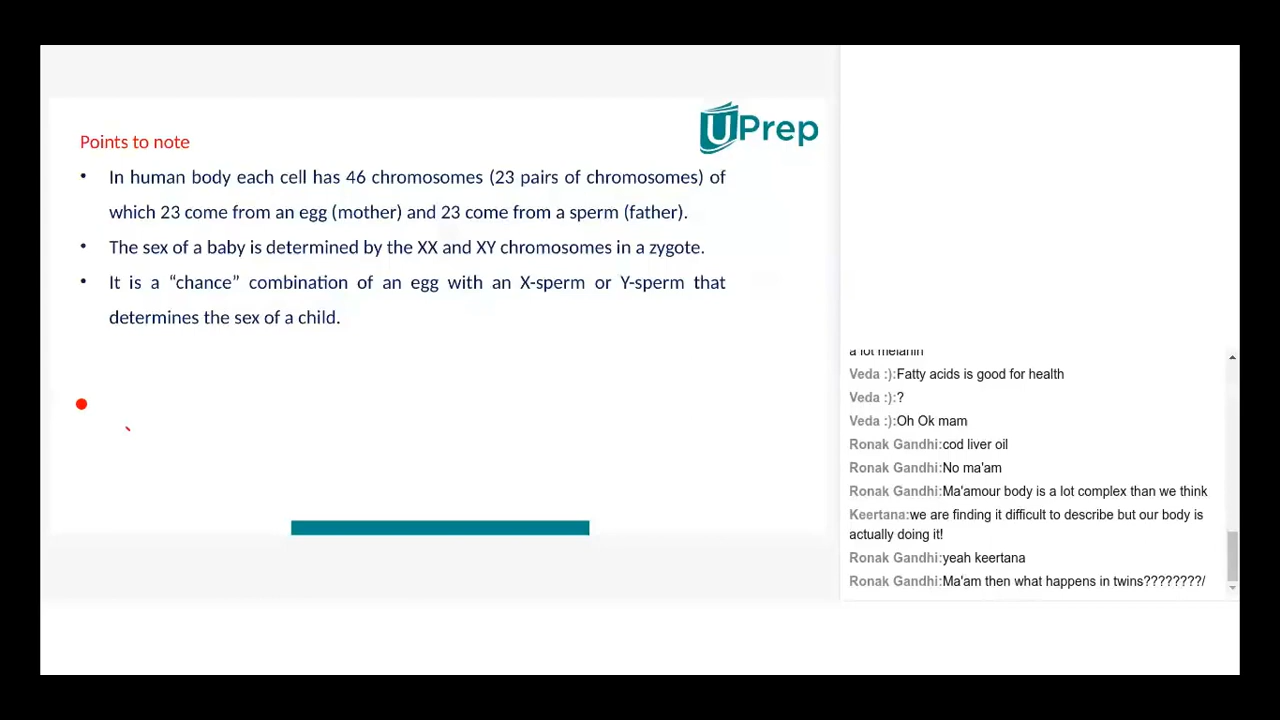 UPrep
Points to note
• In human body each cell has 46 chromosomes (23 pairs of chromosomes) of
which 23 come from an egg (mother) and 23 come from a sperm (father).
• The sex of a baby is determined by the XX and XY chromosomes in a zygote.
• It is a “chance” combination of an egg with an X-sperm or Y-sperm that
determines the sex of a child.
a lot melanin
Veda :):Fatty acids is good for health
Veda :):?
Veda :):Oh Ok mam
Ronak Gandhi:cod liver oil
Ronak Gandhi:No ma'am
Ronak Gandhi:Ma'amour body is a lot complex than we think
Keertana:we are finding it difficult to describe but our body is
actually doing it!
Ronak Gandhi:yeah keertana
Ronak Gandhi:Ma'am then what happens in twins????????/